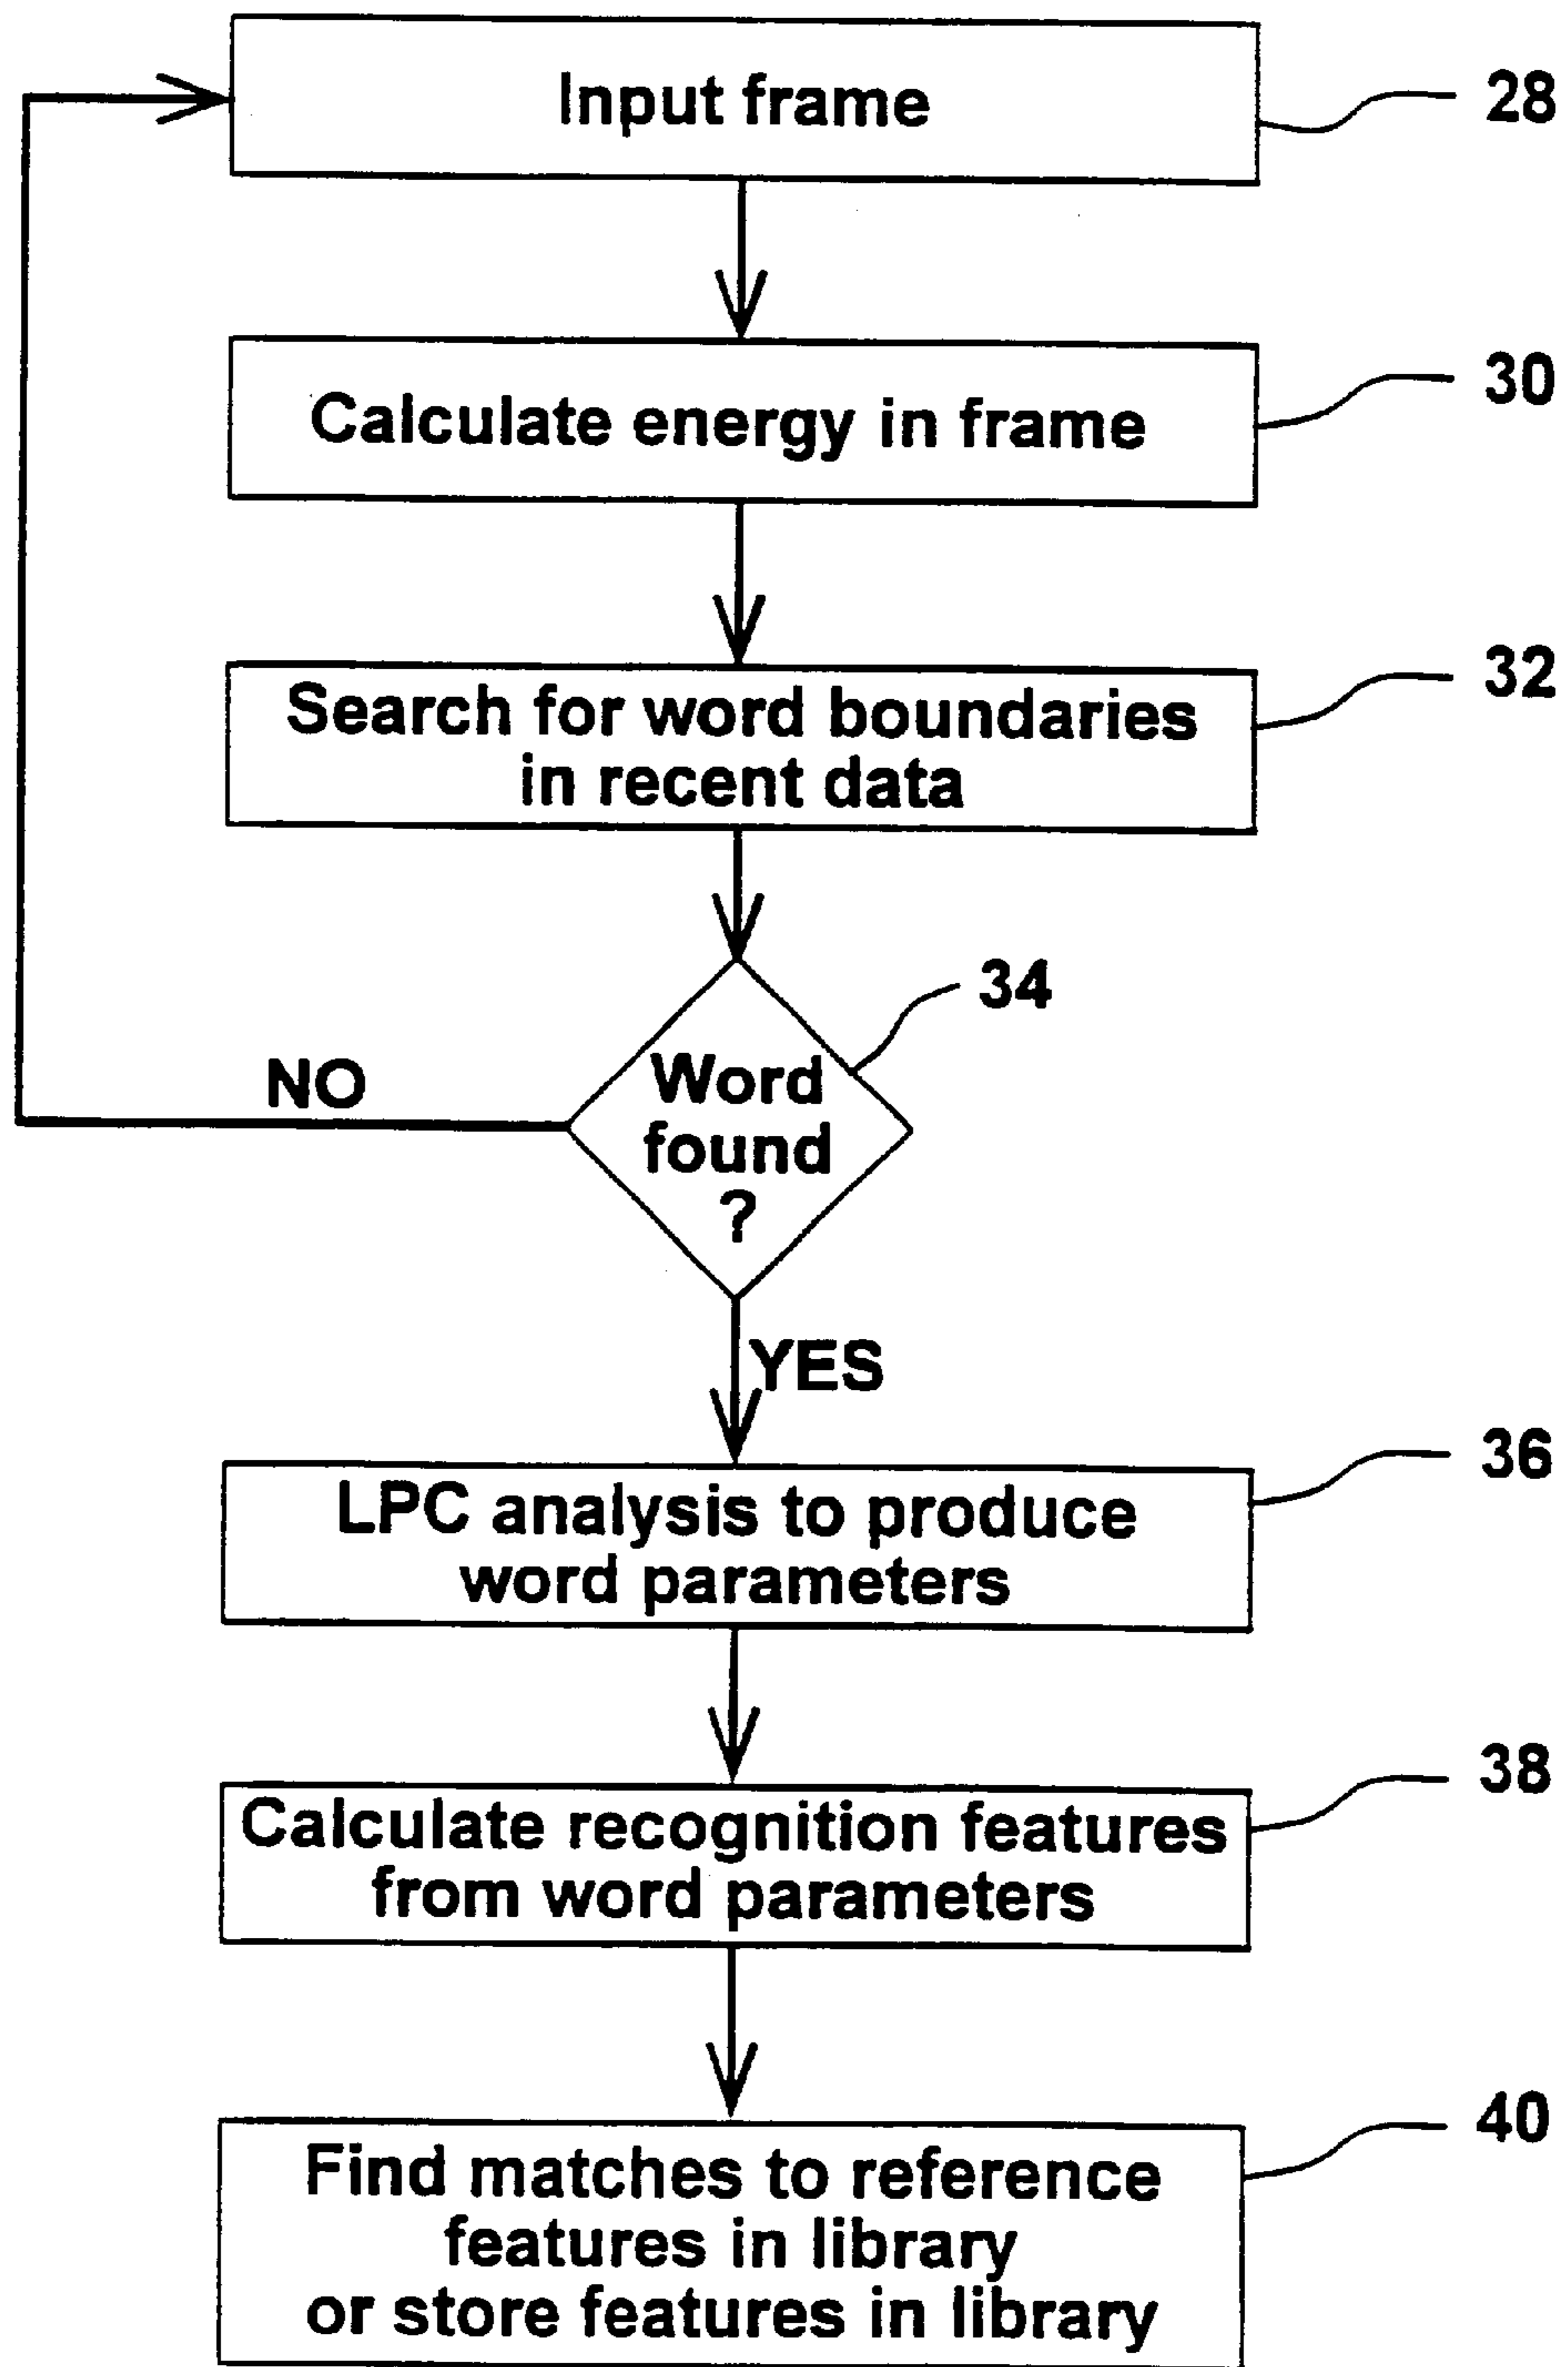 Input frame
28
Calculate energy in frame
30
Search for word boundaries
in recent data
32
34
Word
found
?
NO
YES
LPC analysis to produce
word parameters
36
Calculate recognition features
from word parameters
38
Find matches to reference
features in library
or store features in library
40